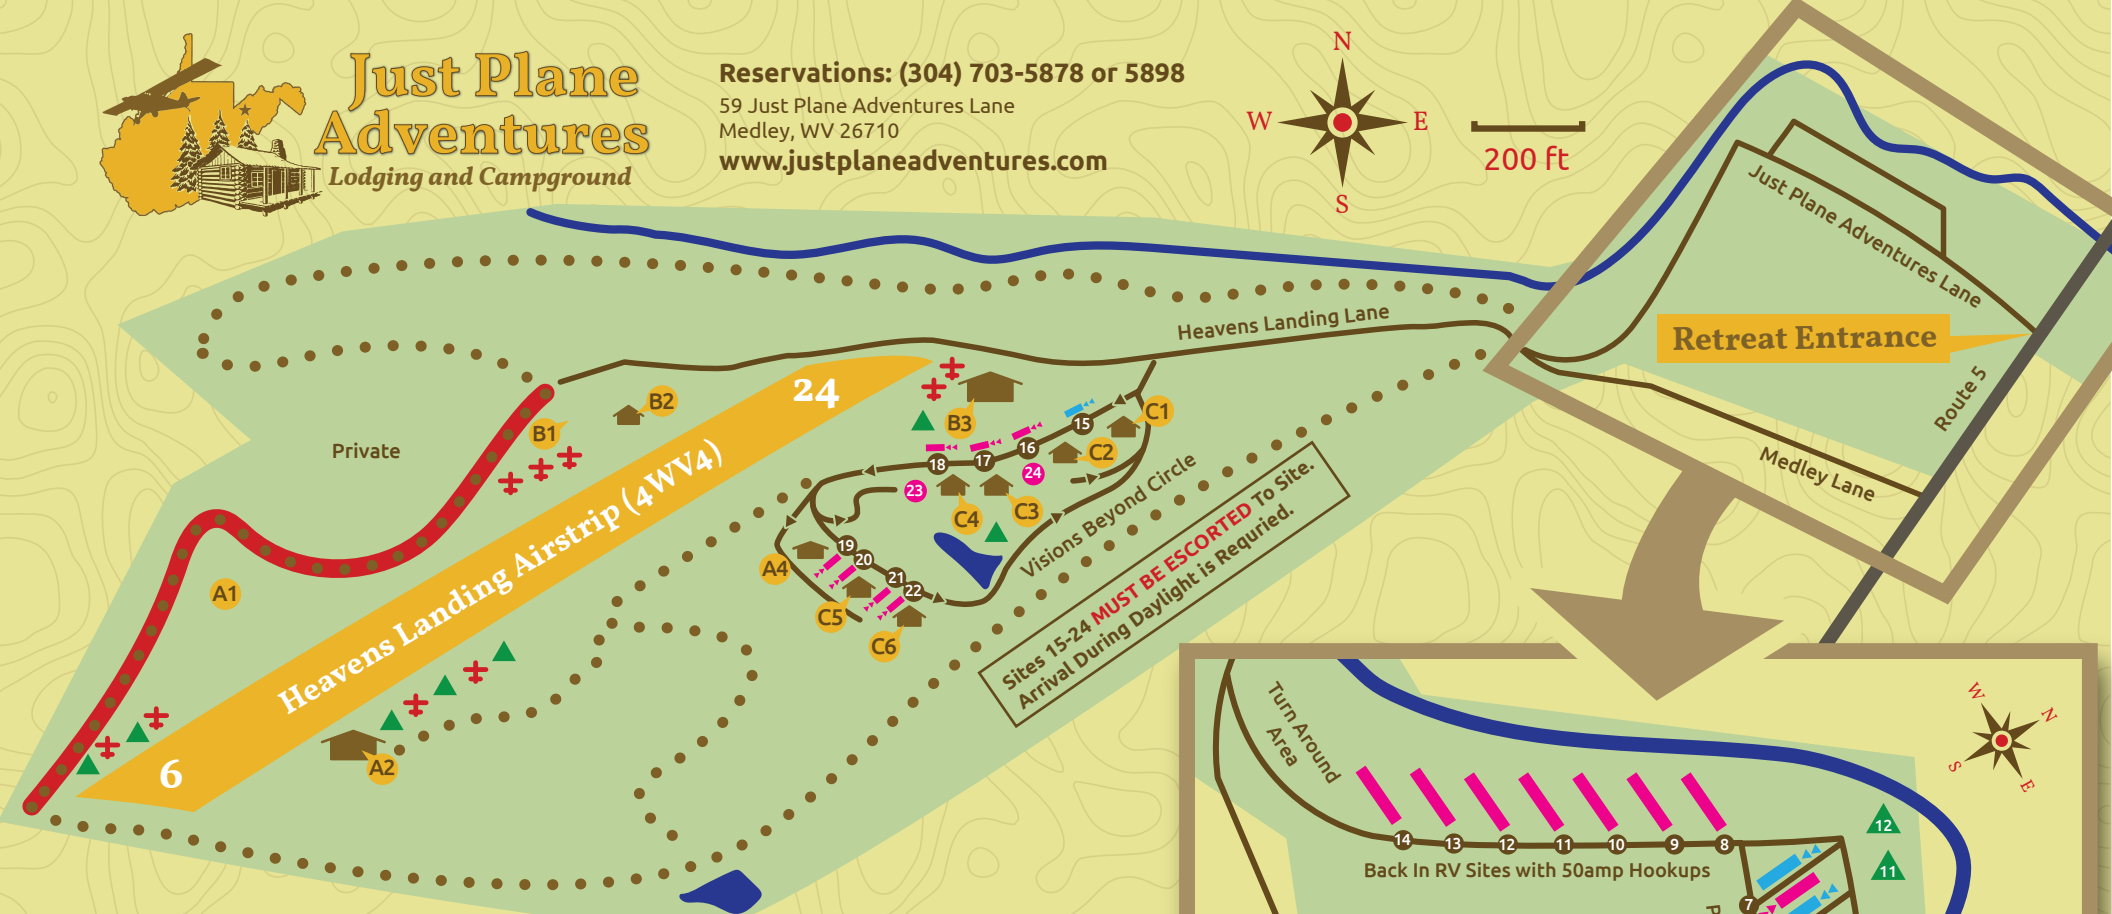 Just Plane
Adventures
Lodging and Campground
Reservations: (304) 703-5878 or 5898
59 Just Plane Adventures Lane
Medley, WV 26710
www.justplaneadventures.com
N
W
E
S
200 ft
Just Plane Adventures Lane
Retreat Entrance
Route 5
Medley Lane
Heavens Landing Lane
Private
B1
B2
24
B3
C1
C2
15
16
17
18
23
24
C4
C3
Visions Beyond Circle
Heavens Landing Airstrip (4WV4)
A1
A4
19
20
21
22
C5
C6
Sites 15-24 MUST BE ESCORTED To Site.
Arrival During Daylight is Requried.
6
A2
Turn Around
Area
W
N
S
E
14
13
12
11
10
9
8
Back In RV Sites with 50amp Hookups
12
11
7